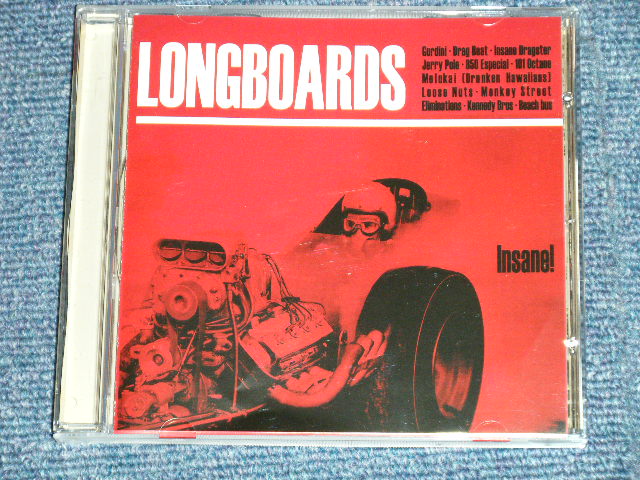 LONGBOARDS
Gordini · Drag Beat · Insane Dragster
Jerry Pole · 850 Especial · 101 Octane
Molokai (Drunken Hawaiians)
Loose Nuts · Monkey Street
Eliminations · Kennedy Bros · Beach bus
Insane!